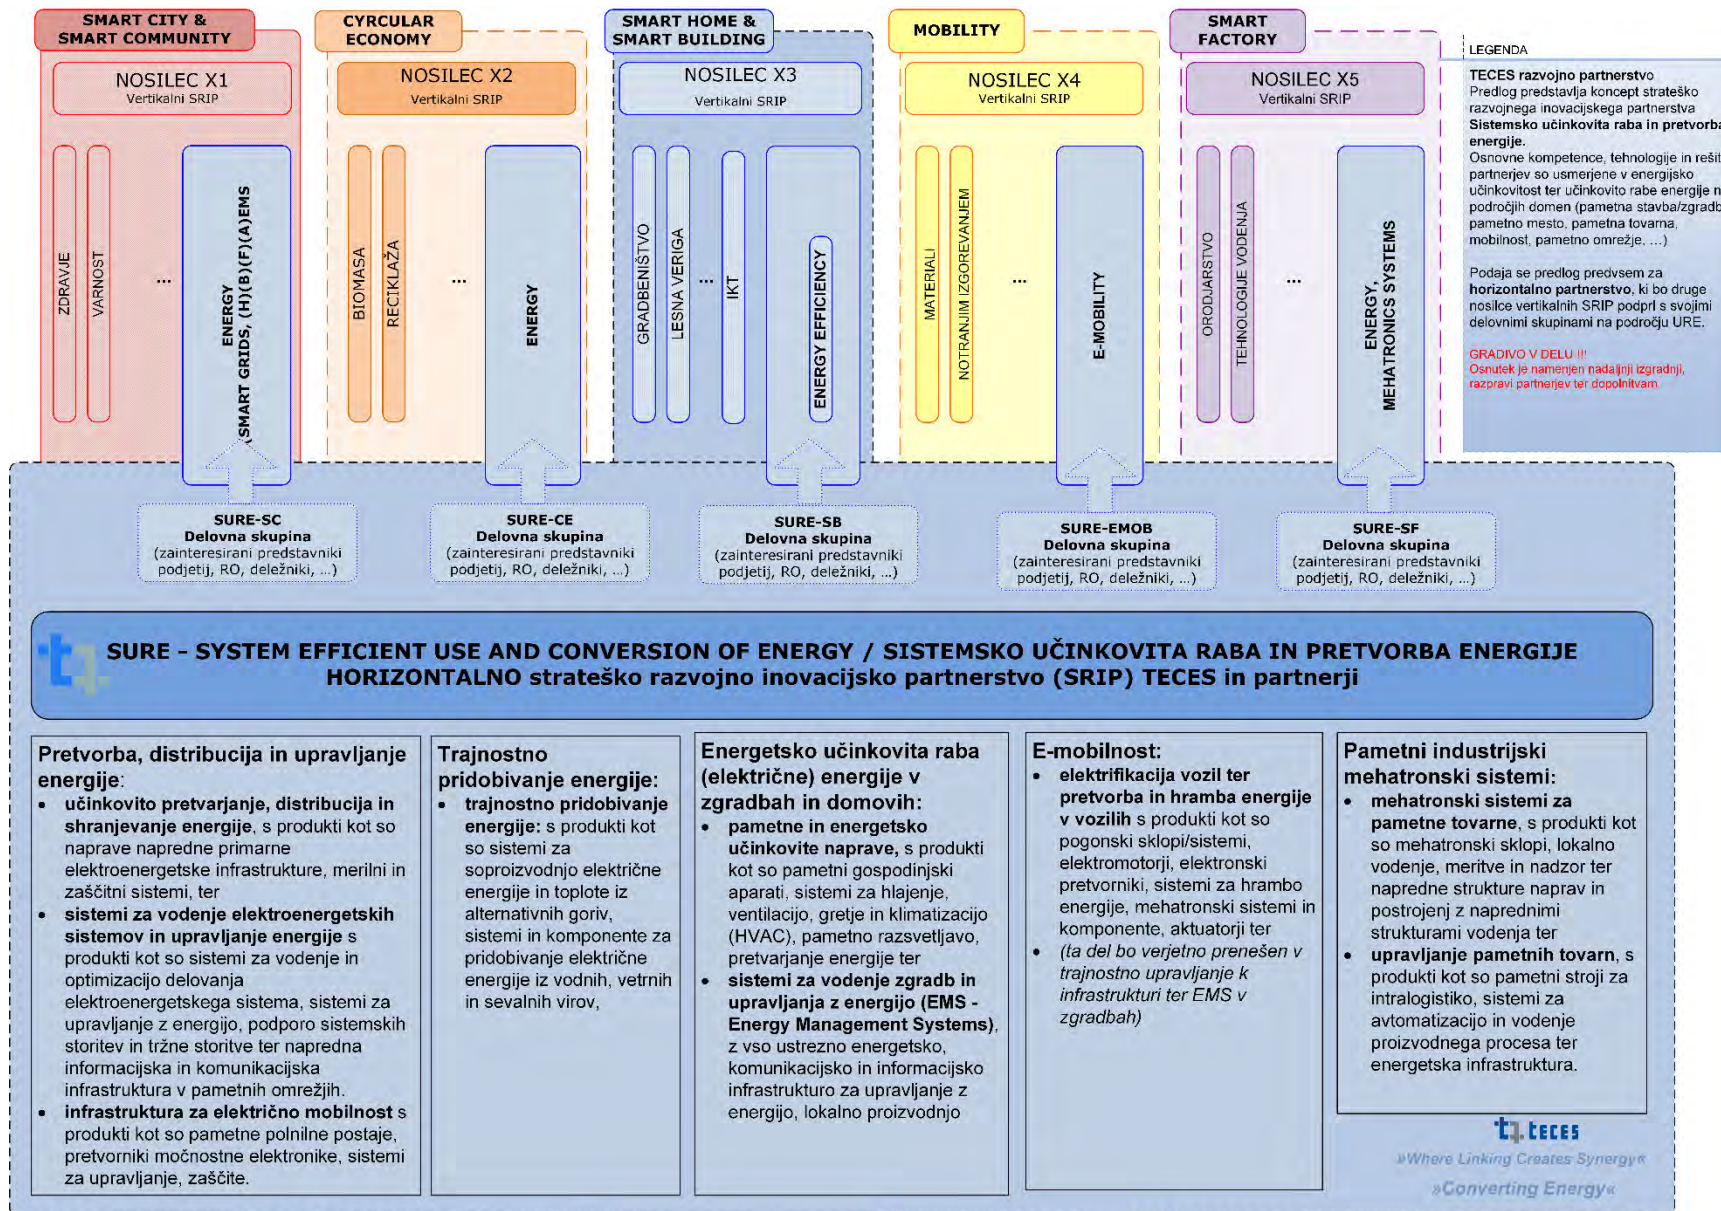 SMART CITY &
SMART COMMUNITY
NOSILEC X1
Vertikalni SRIP
ZDRAVJE
VARNOST
...
ENERGY
(SMART GRIDS, (H)(B)(F)(A)EMS
CYRCULAR
ECONOMY
NOSILEC X2
Vertikalni SRIP
BIOMASA
RECIKLAŽA
...
ENERGY
SMART HOME &
SMART BUILDING
NOSILEC X3
Vertikalni SRIP
GRADBENIŠTVO
LESNA VERIGA
...
IKT
ENERGY EFFICIENCY
MOBILITY
NOSILEC X4
Vertikalni SRIP
MATERIALI
NOTRANJIM IZGOREVANJEM
...
E-MOBILITY
SMART
FACTORY
NOSILEC X5
Vertikalni SRIP
ORODJARSTVO
TEHNOLOGIJE VODENJA
...
ENERGY,
MEHATRONICS SYSTEMS
LEGENDA
TECES razvojno partnerstvo
Predlog predstavlja koncept strateško
razvojnega inovacijskega partnerstva
Sistemsko učinkovita raba in pretvorba
energije.
Osnovne kompetence, tehnologije in rešit
partnerjev so usmerjene v energijsko
učinkovitost ter učinkovito rabe energije n
področjih domen (pametna stavba/zgradb
pametno mesto, pametna tovarna,
mobilnost, pametno omrežje, ...)
Podaja se predlog predvsem za
horizontalno partnerstvo, ki bo druge
nosilce vertikalnih SRIP podprl s svojimi
delovnimi skupinami na področju URE.
GRADIVO V DELU !!!
Osnutek je namenjen nadaljnji izgradnji,
razpravi partnerjev ter dopolnitvam
SURE-SC
Delovna skupina
(zainteresirani predstavniki
podjetij, RO, deležniki, ...)
SURE-CE
Delovna skupina
(zainteresirani predstavniki
podjetij, RO, deležniki, ...)
SURE-SB
Delovna skupina
(zainteresirani predstavniki
podjetij, RO, deležniki, ...)
SURE-EMOB
Delovna skupina
(zainteresirani predstavniki
podjetij, RO, deležniki, ...)
SURE-SF
Delovna skupina
(zainteresirani predstavniki
podjetij, RO, deležniki, ...)
SURE - SYSTEM EFFICIENT USE AND CONVERSION OF ENERGY / SISTEMSKO UČINKOVITA RABA IN PRETVORBA ENERGIJE
HORIZONTALNO strateško razvojno inovacijsko partnerstvo (SRIP) TECES in partnerji
Pretvorba, distribucija in upravljanje
energije:
• učinkovito pretvarjanje, distribucija in
shranjevanje energije, s produkti kot so
naprave napredne primarne
elektroenergetske infrastrukture, merilni in
zaščitni sistemi, ter
• sistemi za vodenje elektroenergetskih
sistemov in upravljanje energije s
produkti kot so sistemi za vodenje in
optimizacijo delovanja
elektroenergetskega sistema, sistemi za
upravljanje z energijo, podporo sistemskih
storitev in tržne storitve ter napredna
informacijska in komunikacijska
infrastruktura v pametnih omrežjih.
• infrastruktura za električno mobilnost s
produkti kot so pametne polnilne postaje,
pretvorniki močnostne elektronike, sistemi
za upravljanje, zaščite.
Trajnostno
pridobivanje energije:
• trajnostno pridobivanje
energije: s produkti kot
so sistemi za
soproizvodnjo električne
energije in toplote iz
alternativnih goriv,
sistemi in komponente za
pridobivanje električne
energije iz vodnih, vetrnih
in sevalnih virov,
Energetsko učinkovita raba
(električne) energije v
zgradbah in domovih:
• pametne in energetsko
učinkovite naprave, s produkti
kot so pametni gospodinjski
aparati, sistemi za hlajenje,
ventilacijo, gretje in klimatizacijo
(HVAC), pametno razsvetljavo,
pretvarjanje energije ter
• sistemi za vodenje zgradb in
upravljanja z energijo (EMS -
Energy Management Systems),
z vso ustrezno energetsko,
komunikacijsko in informacijsko
infrastrukturo za upravljanje z
energijo, lokalno proizvodnjo
E-mobilnost:
• elektrifikacija vozil ter
pretvorba in hramba energije
v vozilih s produkti kot so
pogonski sklopi/sistemi,
elektromotorji, elektronski
pretvorniki, sistemi za hrambo
energije, mehatronski sistemi in
komponente, aktuatorji ter
• (ta del bo verjetno prenešen v
trajnostno upravljanje k
infrastrukturi ter EMS v
zgradbah)
Pametni industrijski
mehatronski sistemi:
• mehatronski sistemi za
pametne tovarne, s produkti kot
so mehatronski sklopi, lokalno
vodenje, meritve in nadzor ter
napredne strukture naprav in
postrojenj z naprednimi
strukturami vodenja ter
• upravljanje pametnih tovarn, s
produkti kot so pametni stroji za
intralogistiko, sistemi za
avtomatizacijo in vodenje
proizvodnega procesa ter
energetska infrastruktura.
teces
»Where Linking Creates Synergy«
»Converting Energy«